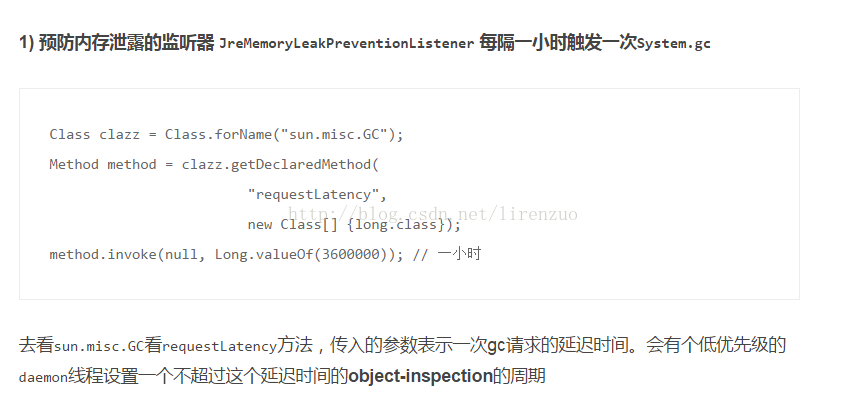 1) 预防内存泄露的监听器 JreMemoryLeakPreventionListener 每隔一小时触发一次System.gc
Class clazz = Class.forName("sun.misc.GC");
Method method = clazz.getDeclaredMethod(
"requestLatency",
http://blog.csdn.net/lirenzuo
new Class[] {long.class});
method.invoke(null, Long.valueOf(3600000)); // 一小时
去看sun.misc.GC看requestLatency方法，传入的参数表示一次gc请求的延迟时间。会有个低优先级的
daemon线程设置一个不超过这个延迟时间的object-inspection的周期